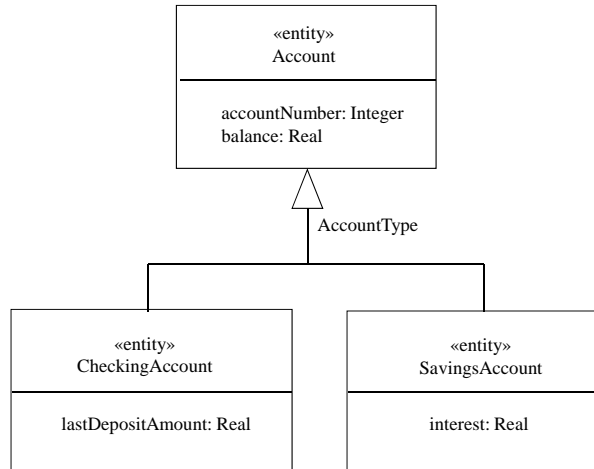 «entity»
Account
accountNumber: Integer
balance: Real
AccountType
«entity»
CheckingAccount
lastDepositAmount: Real
«entity»
SavingsAccount
interest: Real